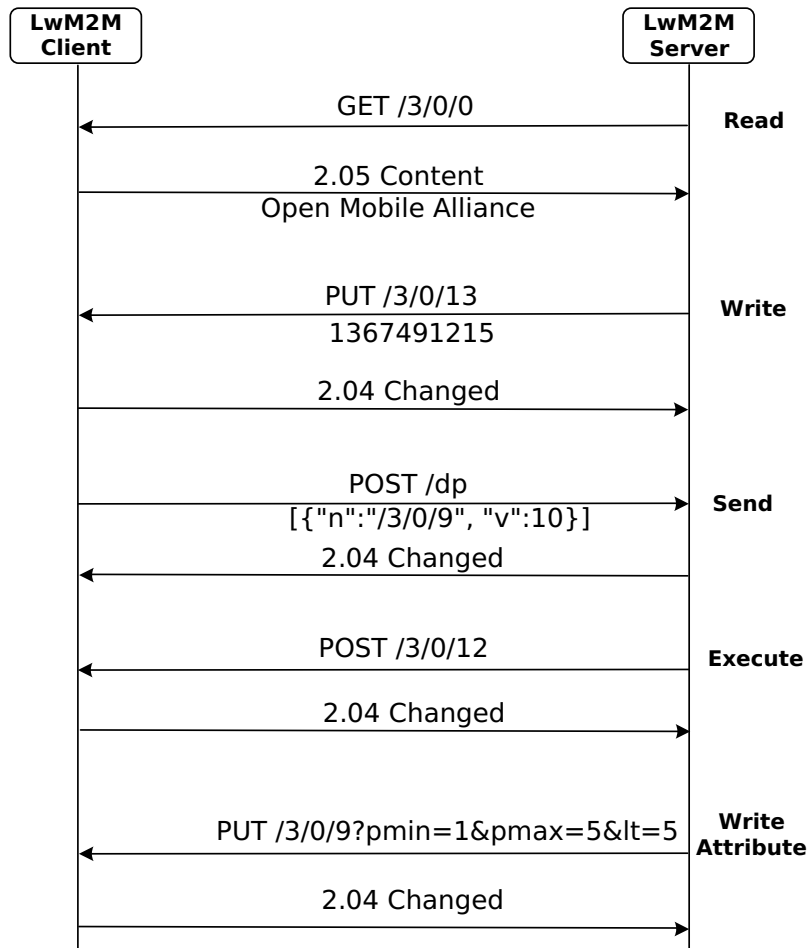 LwM2M
Client
LwM2M
Server
GET /3/0/0
Read
2.05 Content
Open Mobile Alliance
PUT /3/0/13
Write
1367491215
2.04 Changed
POST /dp
Send
[{"n":"/3/0/9", "v":10}]
2.04 Changed
POST /3/0/12
Execute
2.04 Changed
PUT /3/0/9?pmin=1&pmax=5&lt=5
Write
Attribute
2.04 Changed